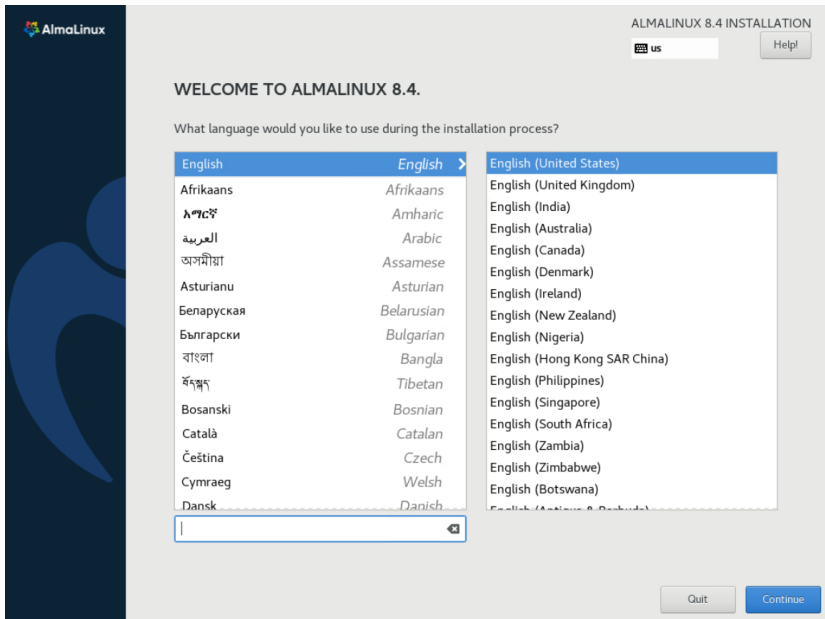 AlmaLinux
ALMALINUX 8.4 INSTALLATION
us
Help!
WELCOME TO ALMALINUX 8.4.
What language would you like to use during the installation process?
English English
Afrikaans Afrikaans
አማርኛ Amharic
العربية Arabic
অসমীয়া Assamese
Asturianu Asturian
Беларуская Belarusian
Български Bulgarian
বাংলা Bangla
བོད་སྐད་ Tibetan
Bosanski Bosnian
Català Catalan
Čeština Czech
Cymraeg Welsh
Dansk Danish
English (United States)
English (United Kingdom)
English (India)
English (Australia)
English (Canada)
English (Denmark)
English (Ireland)
English (New Zealand)
English (Nigeria)
English (Hong Kong SAR China)
English (Philippines)
English (Singapore)
English (South Africa)
English (Zambia)
English (Zimbabwe)
English (Botswana)
English (Antigua & Barbuda)
Quit
Continue